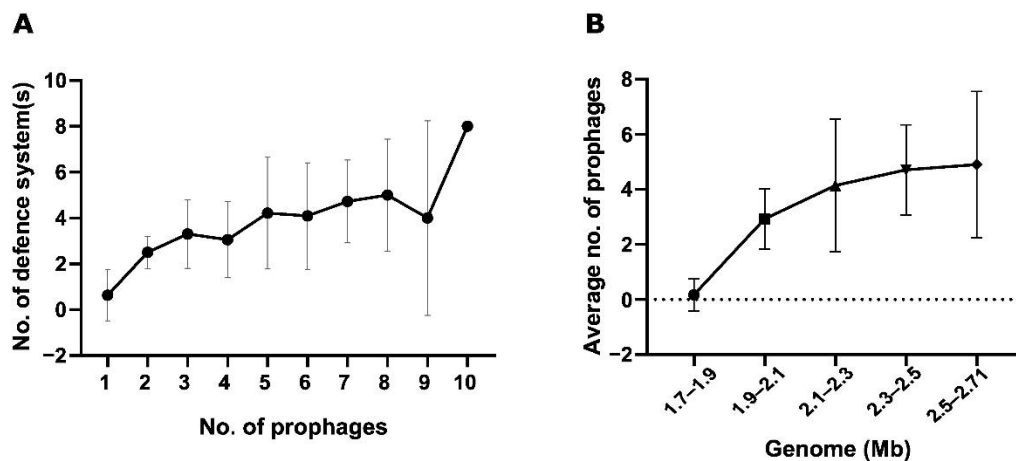 A
No. of defence system(s)
10
8
6
4
2
0
−2
1 2 3 4 5 6 7 8 9 10
No. of prophages
B
Average no. of prophages
8
6
4
2
0
−2
1.7–1.9 1.9–2.1 2.1–2.3 2.3–2.5 2.5–2.71
Genome (Mb)